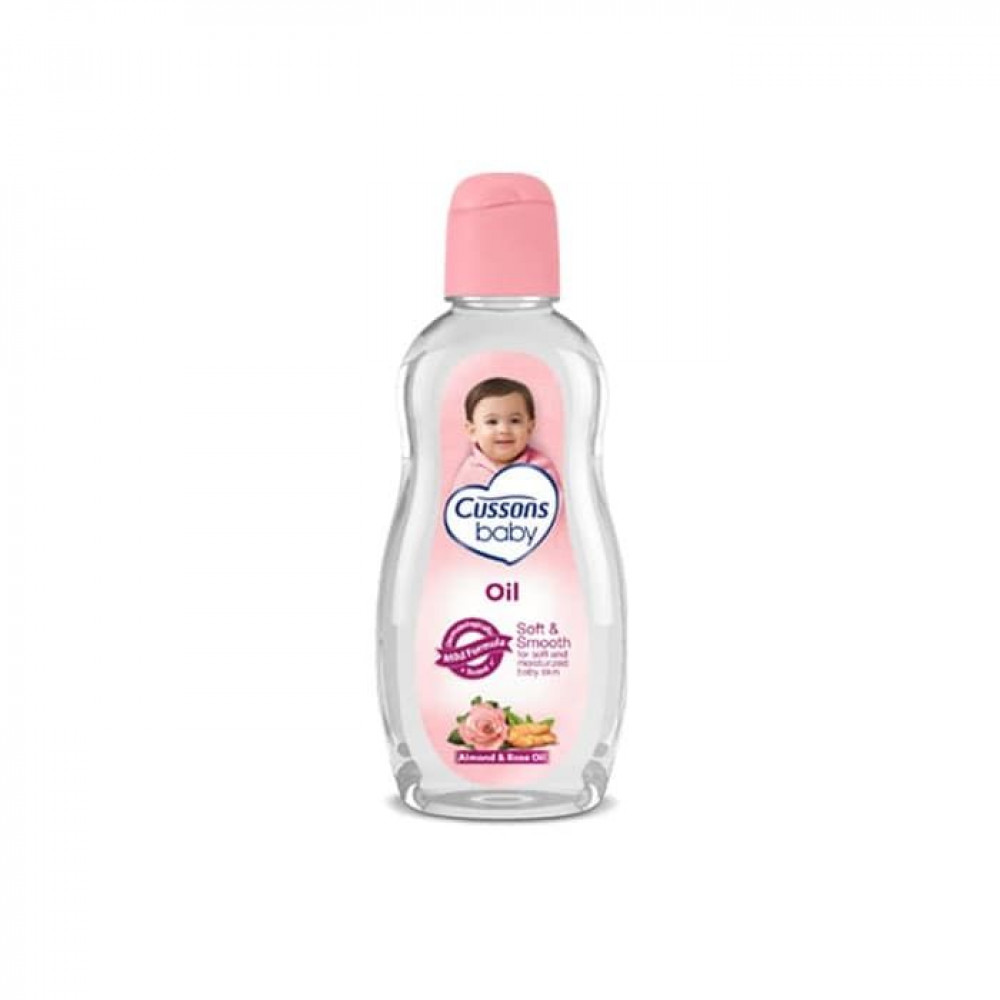 Cussons
baby
Oil
Mild Formula
Soft &
Smooth
for soft and
moisturized
baby skin
Almond & Rose Oil